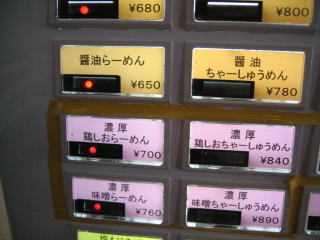 ¥680
¥800
醤油らーめん
¥650
醤油
ちゃーしゅうめん
¥780
濃厚
鶏しおらーめん
¥700
濃厚
鶏しおちゃーしゅうめん
¥840
濃厚
味噌らーめん
¥760
濃厚
味噌ちゃーしゅうめん
¥890